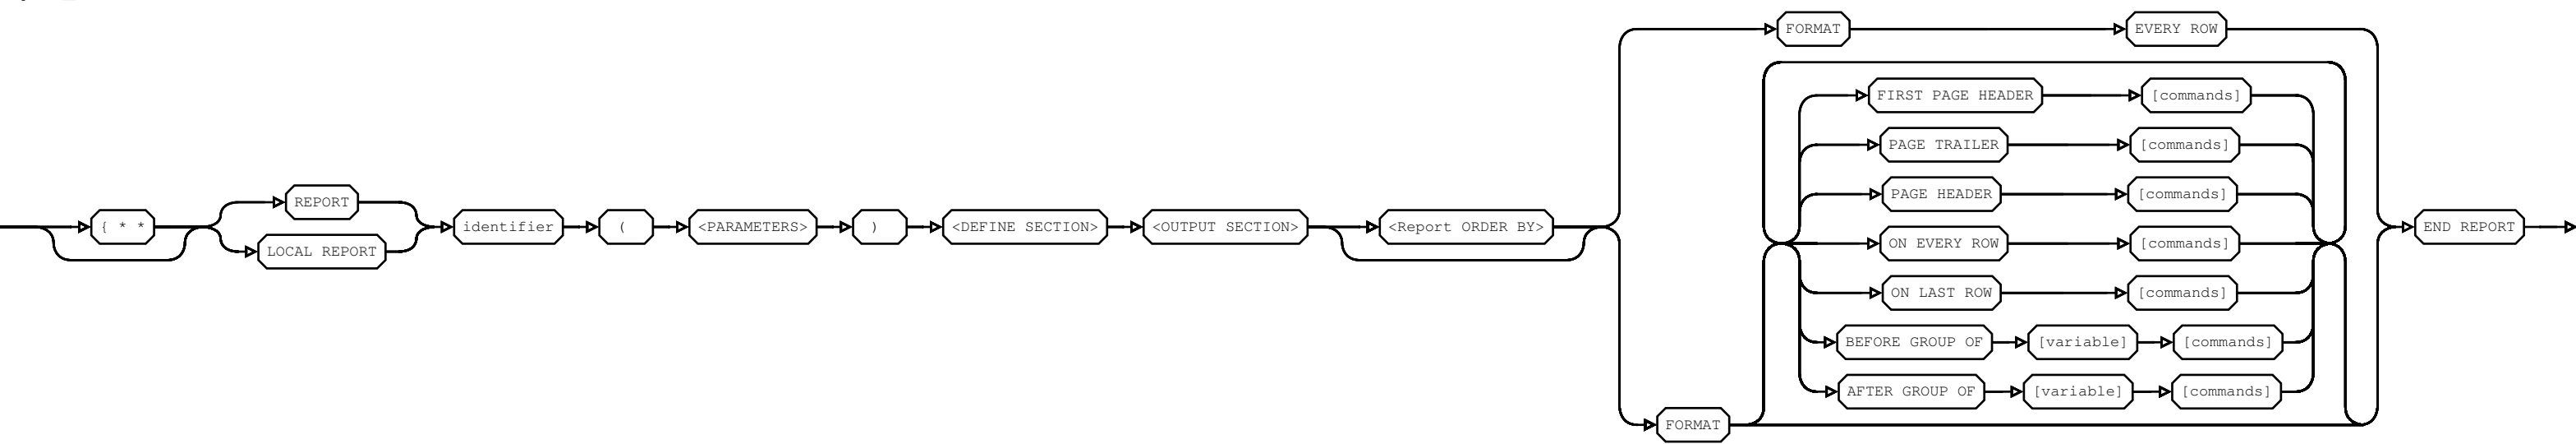 FORMAT EVERY ROW
FIRST PAGE HEADER [commands]
PAGE TRAILER [commands]
PAGE HEADER [commands]
{ * * REPORT identifier ( <PARAMETERS> ) <DEFINE SECTION> <OUTPUT SECTION> <Report ORDER BY> END REPORT
LOCAL REPORT
ON EVERY ROW [commands]
ON LAST ROW [commands]
BEFORE GROUP OF [variable] [commands]
AFTER GROUP OF [variable] [commands]
FORMAT